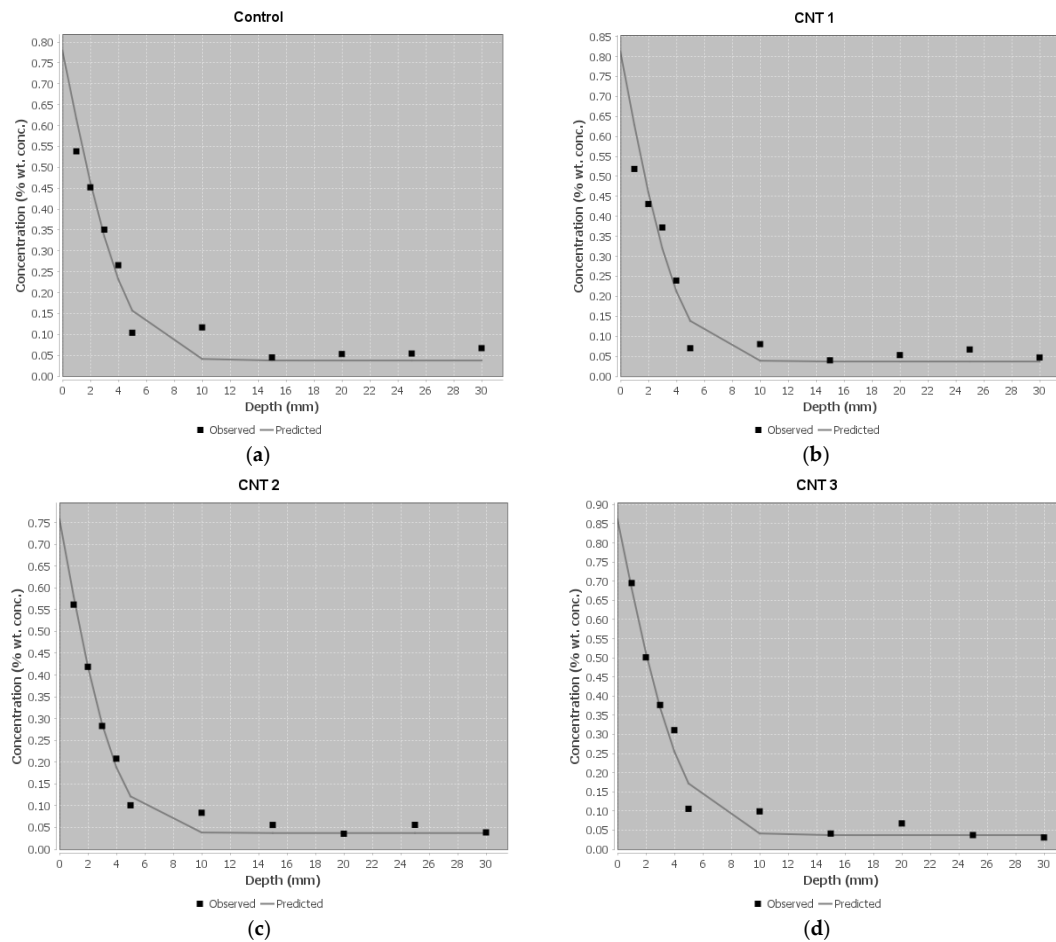 Control
0.80
0.75
0.70
0.65
0.60
0.55
0.50
0.45
0.40
0.35
0.30
0.25
0.20
0.15
0.10
0.05
0.00
Concentration (% wt. conc.)
0 2 4 6 8 10 12 14 16 18 20 22 24 26 28 30
Depth (mm)
Observed Predicted
(a)
CNT 1
0.85
0.80
0.75
0.70
0.65
0.60
0.55
0.50
0.45
0.40
0.35
0.30
0.25
0.20
0.15
0.10
0.05
0.00
Concentration (% wt. conc.)
0 2 4 6 8 10 12 14 16 18 20 22 24 26 28 30
Depth (mm)
Observed Predicted
(b)
CNT 2
0.75
0.70
0.65
0.60
0.55
0.50
0.45
0.40
0.35
0.30
0.25
0.20
0.15
0.10
0.05
0.00
Concentration (% wt. conc.)
0 2 4 6 8 10 12 14 16 18 20 22 24 26 28 30
Depth (mm)
Observed Predicted
(c)
CNT 3
0.90
0.85
0.80
0.75
0.70
0.65
0.60
0.55
0.50
0.45
0.40
0.35
0.30
0.25
0.20
0.15
0.10
0.05
0.00
Concentration (% wt. conc.)
0 2 4 6 8 10 12 14 16 18 20 22 24 26 28 30
Depth (mm)
Observed Predicted
(d)